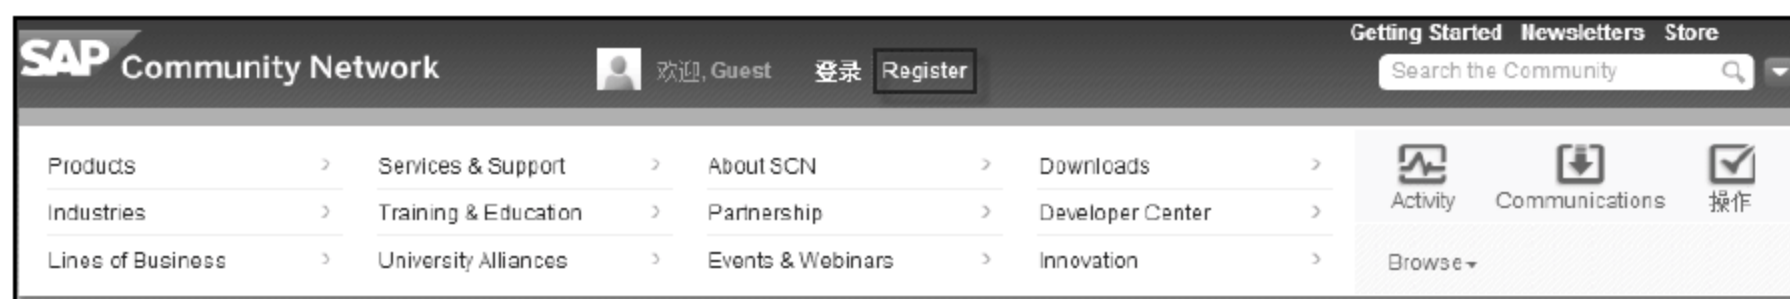 Getting Started Newsletters Store
SAP Community Network 欢迎, Guest 登录 Register Search the Community
Products Services & Support About SCN Downloads
Activity Communications 操作
Industries Training & Education Partnership Developer Center
Lines of Business University Alliances Events & Webinars Innovation
Browse